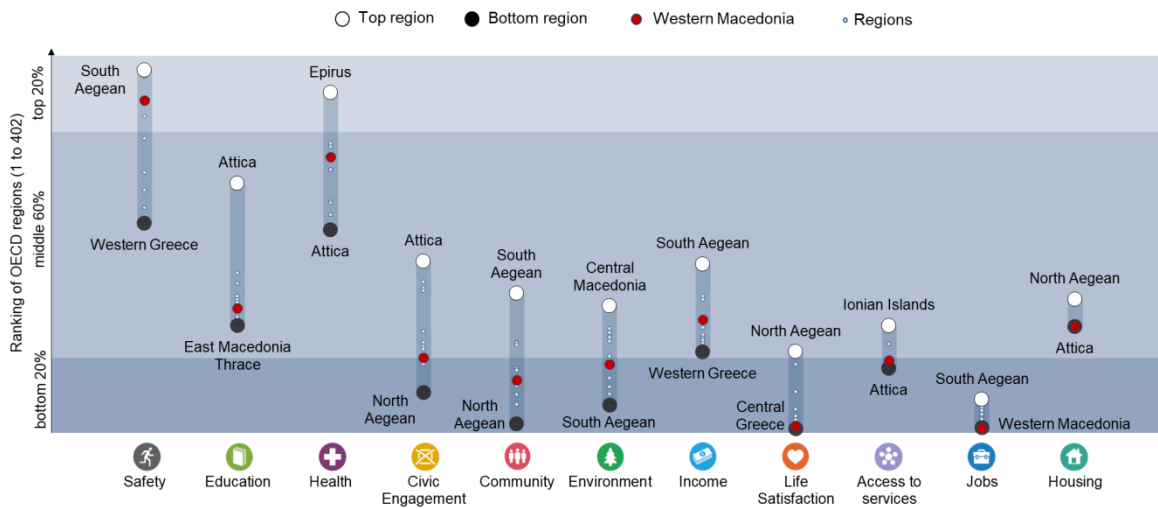 Top region
Bottom region
Western Macedonia
Regions
Ranking of OECD regions (1 to 402)
top 20%
middle 60%
bottom 20%
South
Aegean
Western Greece
Attica
East Macedonia
Thrace
Epirus
Attica
Attica
North
Aegean
South
Aegean
North
Aegean
Central
Macedonia
South Aegean
South Aegean
Western Greece
North Aegean
Central
Greece
Ionian Islands
Attica
South Aegean
Western Macedonia
North Aegean
Attica
Safety
Education
Health
Civic
Engagement
Community
Environment
Income
Life
Satisfaction
Access to
services
Jobs
Housing